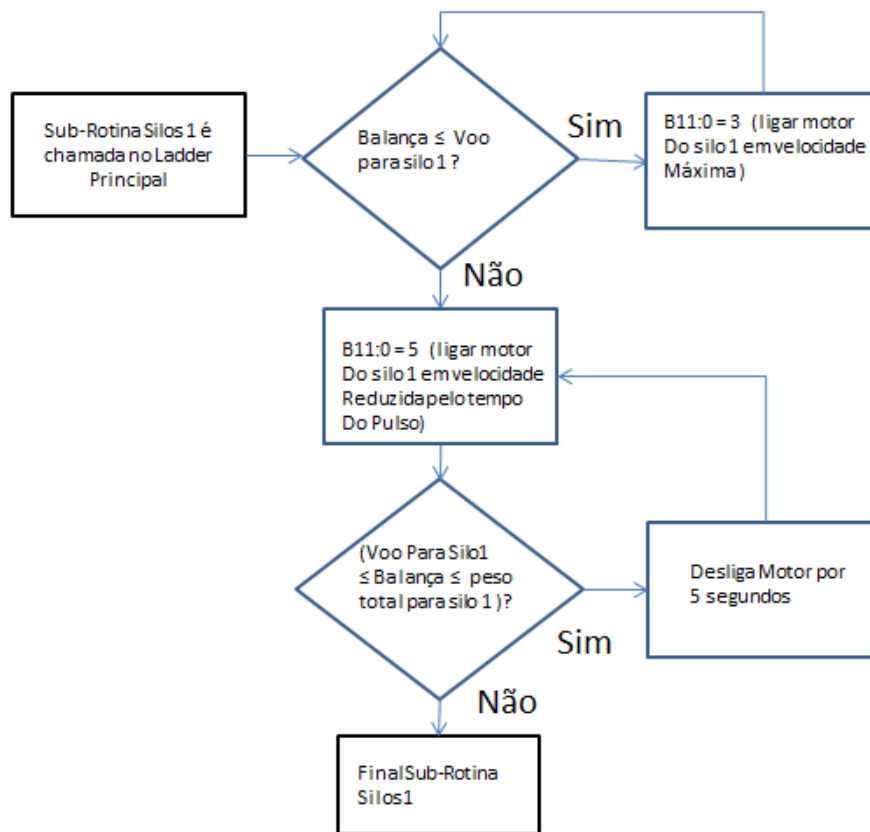 Sub-Rotina Silos 1 é
chamada no Ladder
Principal
Balança ≤ Voo
para silo 1 ?
Sim
B11:0 = 3 (ligar motor
Do silo 1 em velocidade
Máxima )
Não
B11:0 = 5 (ligar motor
Do silo 1 em velocidade
Reduzida pelo tempo
Do Pulso)
(Voo Para Silo1
≤ Balança ≤ peso
total para silo 1 )?
Sim
Desliga Motor por
5 segundos
Não
Final Sub-Rotina
Silos1